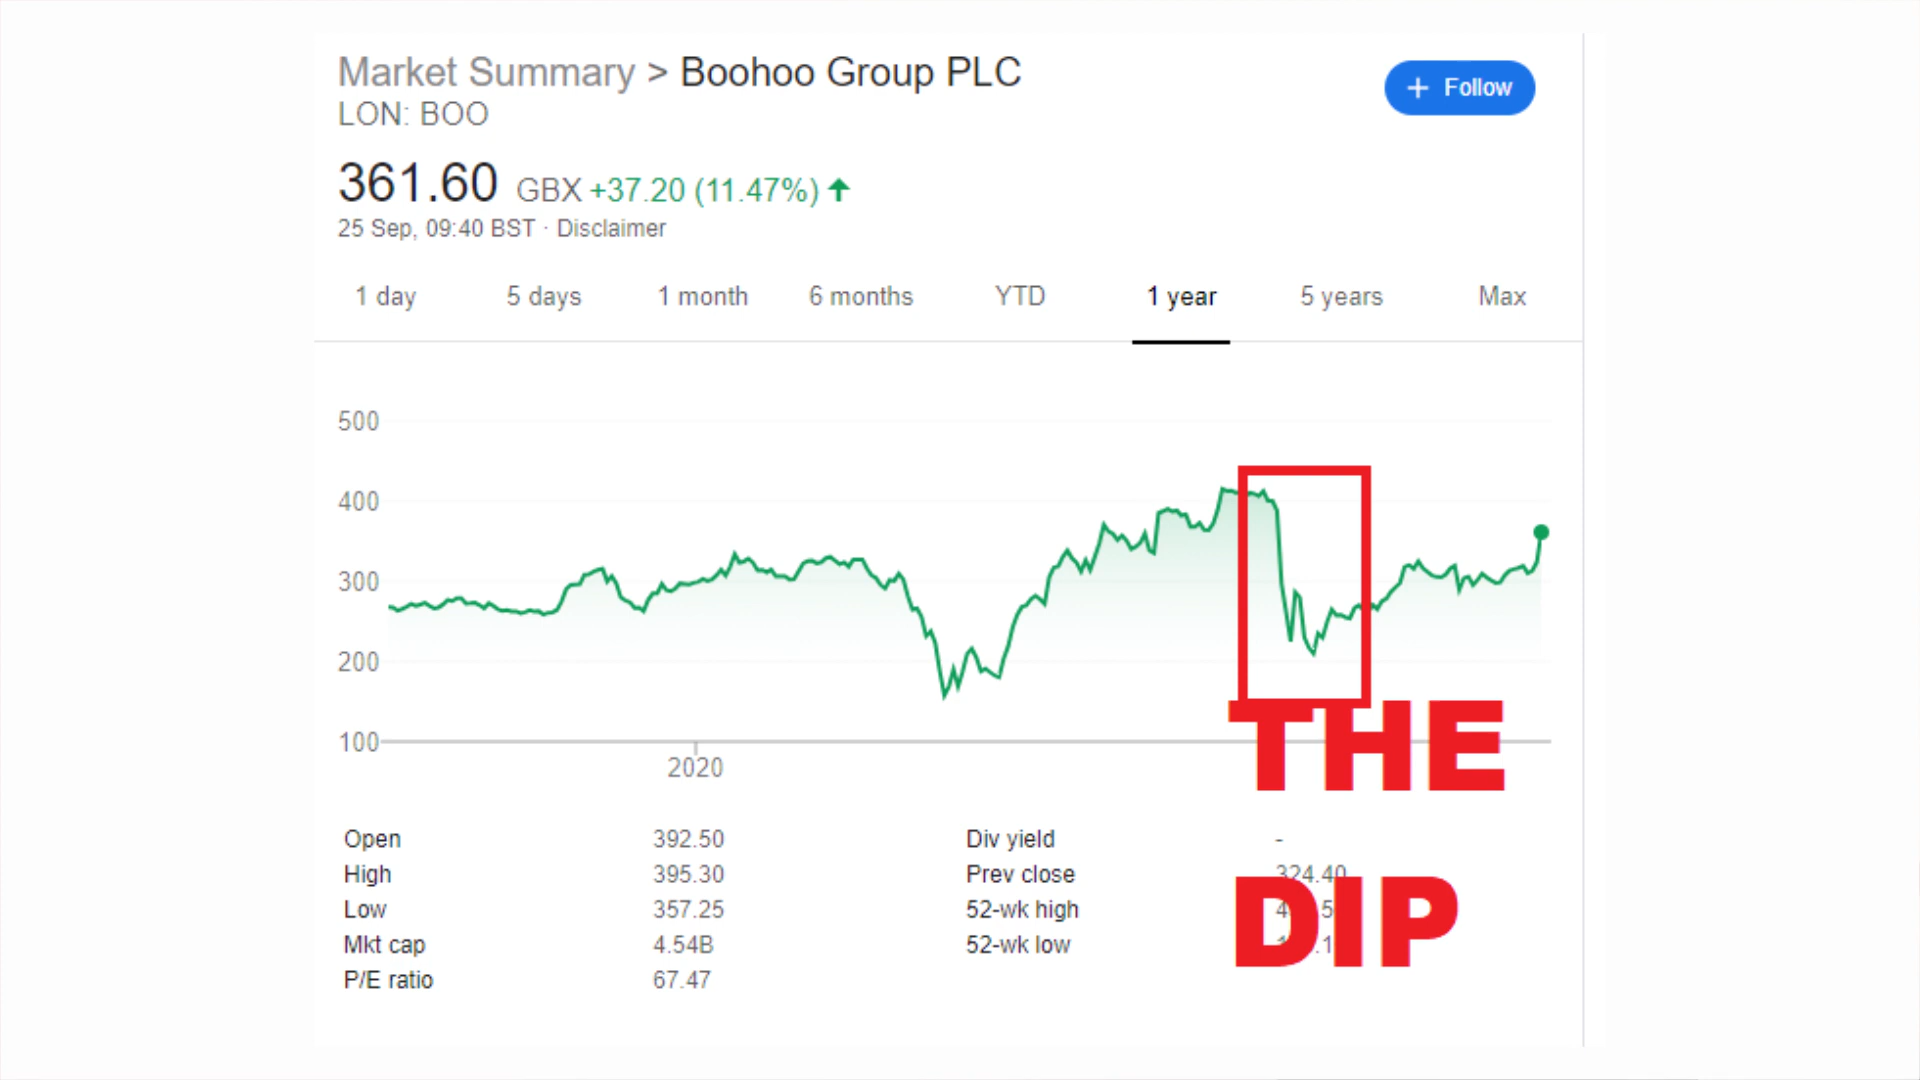 Market Summary > Boohoo Group PLC
LON: BOO
+ Follow
361.60 GBX +37.20 (11.47%)
25 Sep, 09:40 BST · Disclaimer
1 day 5 days 1 month 6 months YTD 1 year 5 years Max
500
400
300
200
100
2020
THE
DIP
Open 392.50 Div yield -
High 395.30 Prev close 324.40
Low 357.25 52-wk high
Mkt cap 4.54B 52-wk low
P/E ratio 67.47